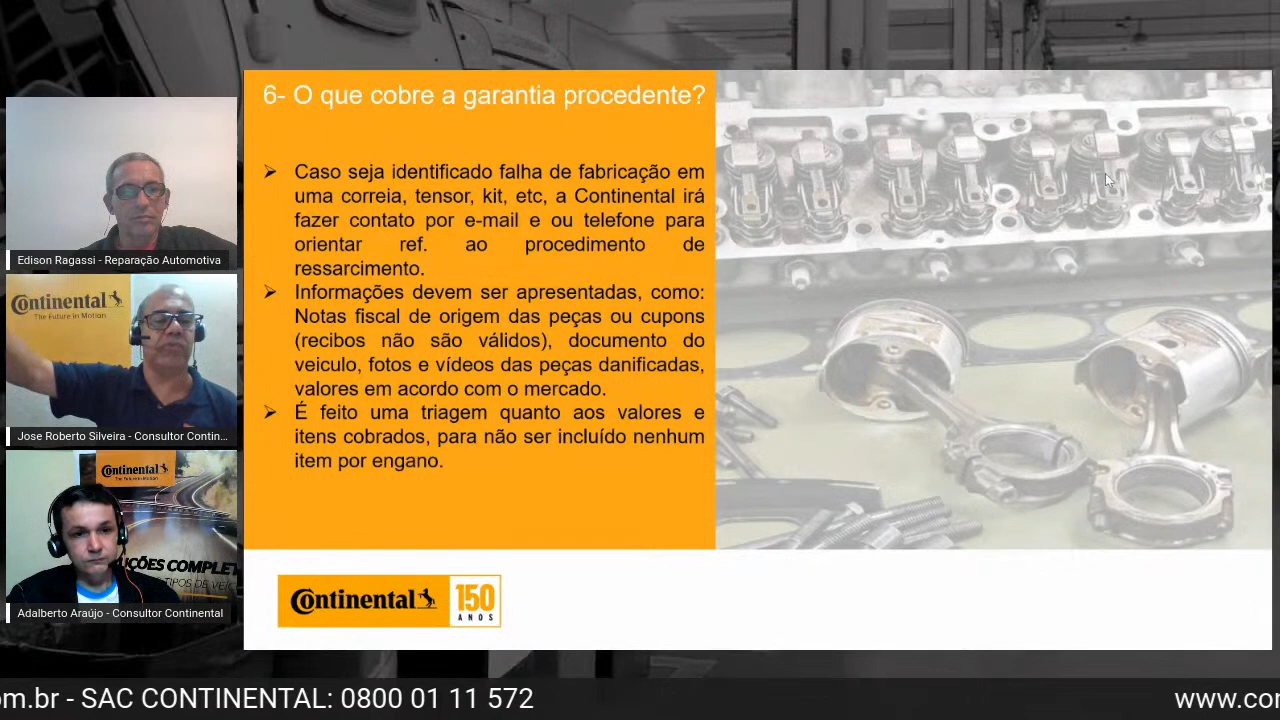 6- O que cobre a garantia procedente?
➢ Caso seja identificado falha de fabricação em
uma correia, tensor, kit, etc, a Continental irá
fazer contato por e-mail e ou telefone para
orientar ref. ao procedimento de
ressarcimento.
➢ Informações devem ser apresentadas, como:
Notas fiscal de origem das peças ou cupons
(recibos não são válidos), documento do
veiculo, fotos e vídeos das peças danificadas,
valores em acordo com o mercado.
➢ É feito uma triagem quanto aos valores e
itens cobrados, para não ser incluído nenhum
item por engano.
Edison Ragassi - Reparação Automotiva
Continental
The Future in Motion
Jose Roberto Silveira - Consultor Contin...
Continental
The Future in Motion
UÇÕES COMPLET
TIPOS DE VEÍC
Adalberto Araújo - Consultor Continental
Continental
150
ANOS
om.br - SAC CONTINENTAL: 0800 01 11 572
www.con